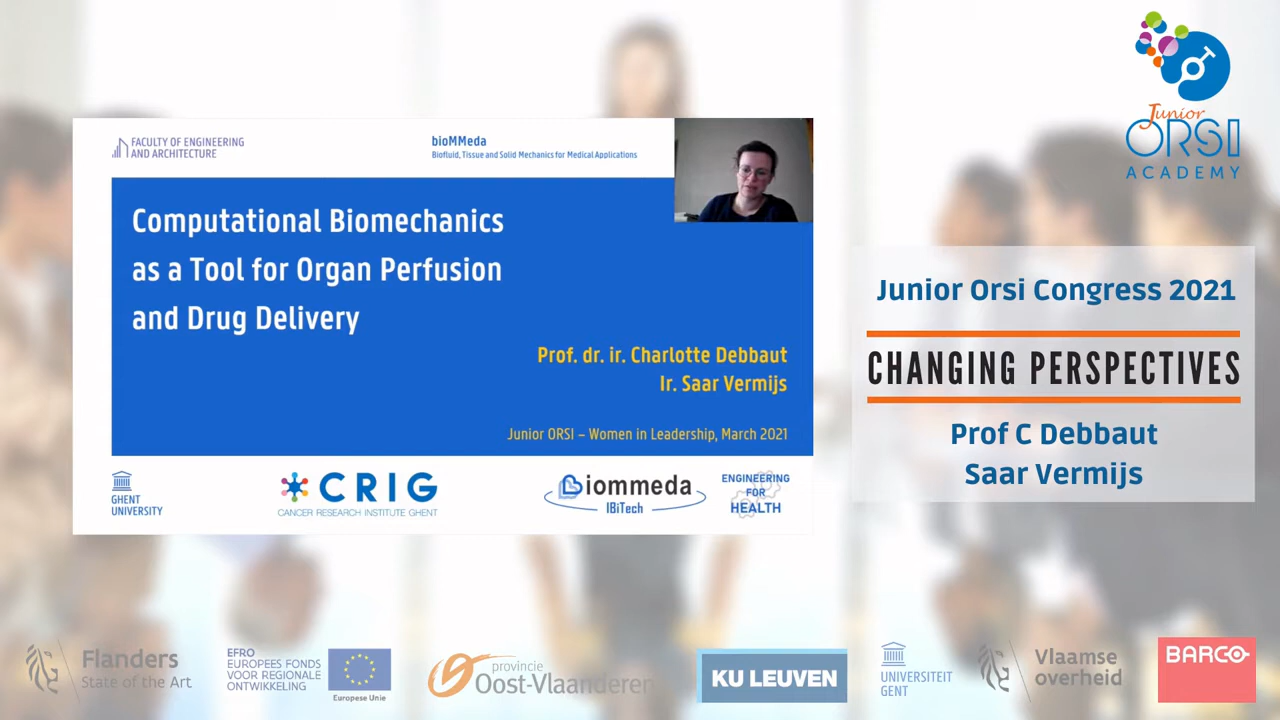 FACULTY OF ENGINEERING
AND ARCHITECTURE
bioMMeda
Biofluid, Tissue and Solid Mechanics for Medical Applications
Computational Biomechanics
as a Tool for Organ Perfusion
and Drug Delivery
Prof. dr. ir. Charlotte Debbaut
Ir. Saar Vermijs
Junior ORSI – Women in Leadership, March 2021
GHENT
UNIVERSITY
CRIG
CANCER RESEARCH INSTITUTE GHENT
Biommeda
IBiTech
ENGINEERING
FOR
HEALTH
Junior
ORSI
ACADEMY
Junior Orsi Congress 2021
CHANGING PERSPECTIVES
Prof C Debbaut
Saar Vermijs
Flanders
State of the Art
EFRO
EUROPEES FONDS
VOOR REGIONALE
ONTWIKKELING
Europese Unie
provincie
Oost-Vlaanderen
KU LEUVEN
UNIVERSITEIT
GENT
Vlaamse
overheid
BARCO